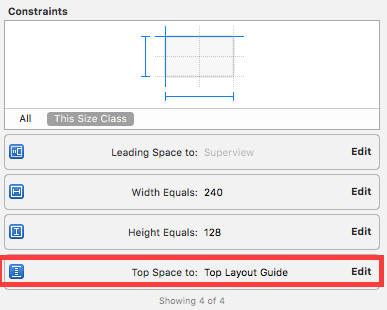 Constraints
All This Size Class
Leading Space to: Superview Edit
Width Equals: 240 Edit
Height Equals: 128 Edit
Top Space to: Top Layout Guide Edit
Showing 4 of 4